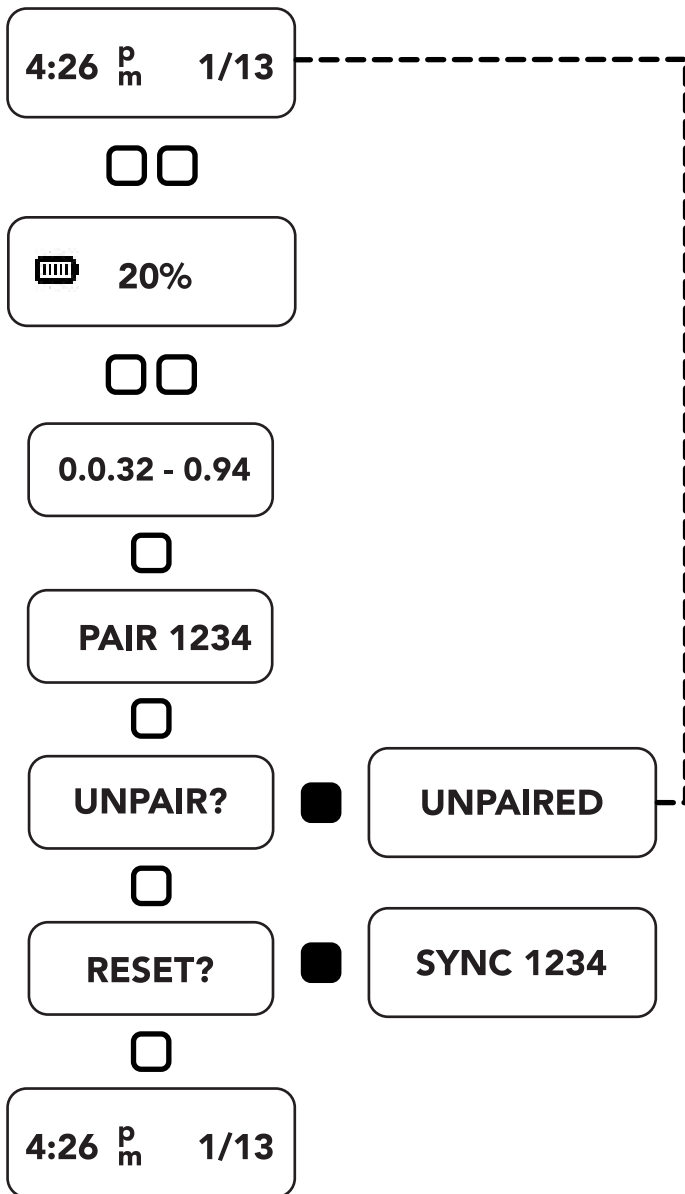 4:26 pm 1/13
20%
0.0.32 - 0.94
PAIR 1234
UNPAIR?
UNPAIRED
RESET?
SYNC 1234
4:26 pm 1/13